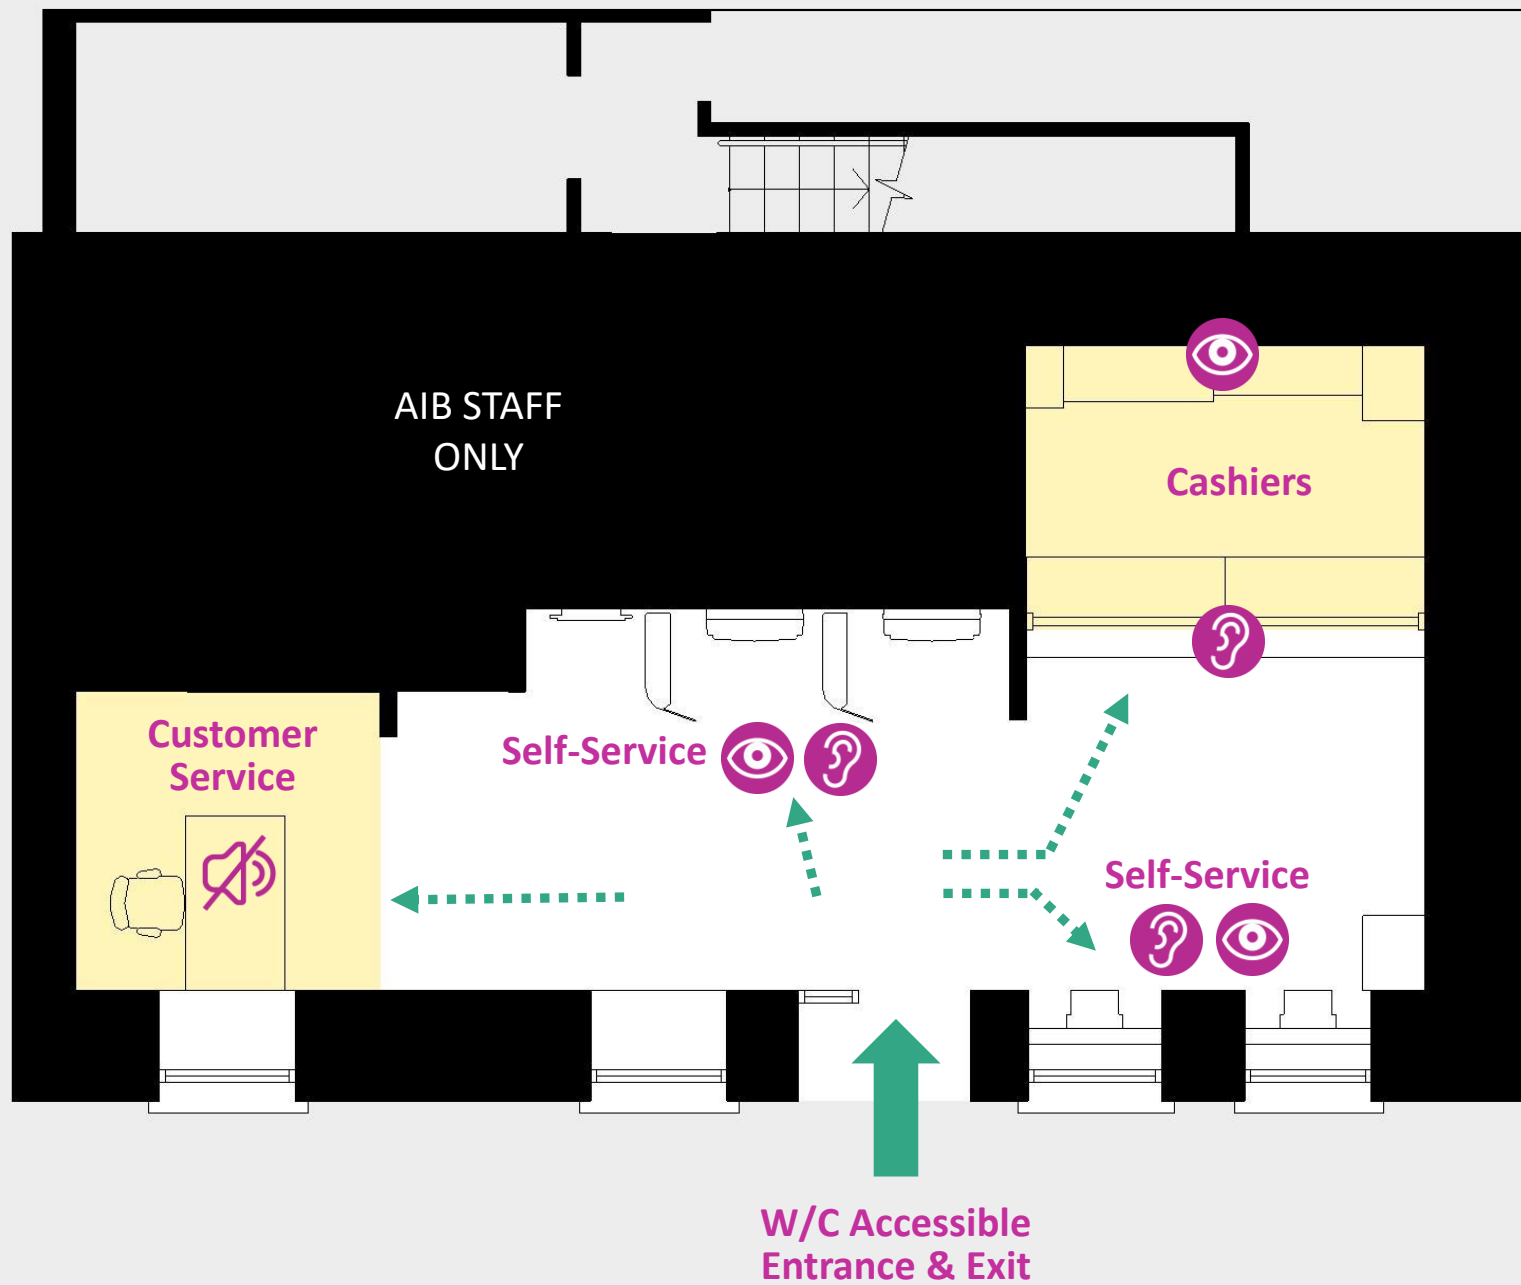 AIB STAFF
ONLY
Cashiers
Customer
Service
Self-Service
Self-Service
W/C Accessible
Entrance & Exit